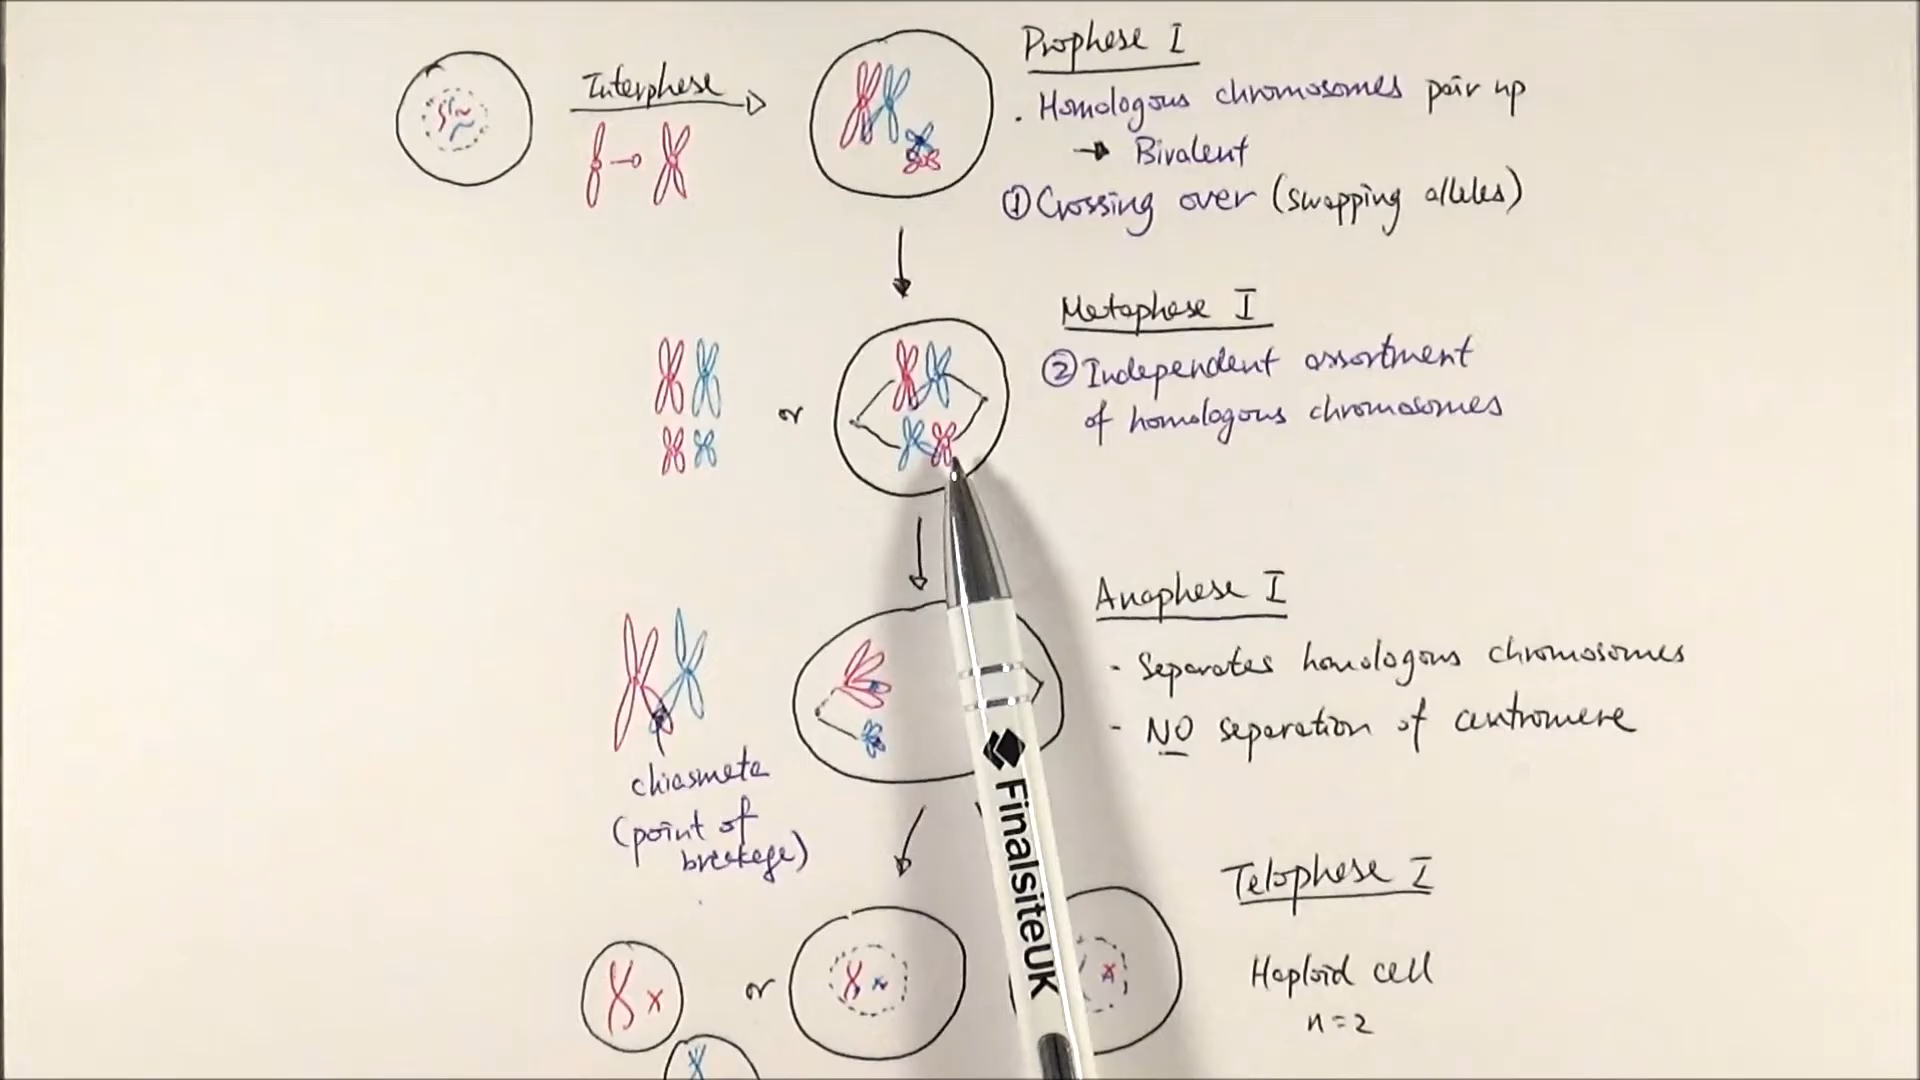 Interphase
Prophase I
. Homologous chromosomes pair up
→ Bivalent
① Crossing over (swapping alleles)
Metaphase I
② Independent assortment
of homologous chromosomes
or
Anaphase I
- Separates homologous chromosomes
- NO separation of centromere
chiasmata
(point of
breakage)
FinalsiteUK
Telophase I
or
Haploid cell
n = 2